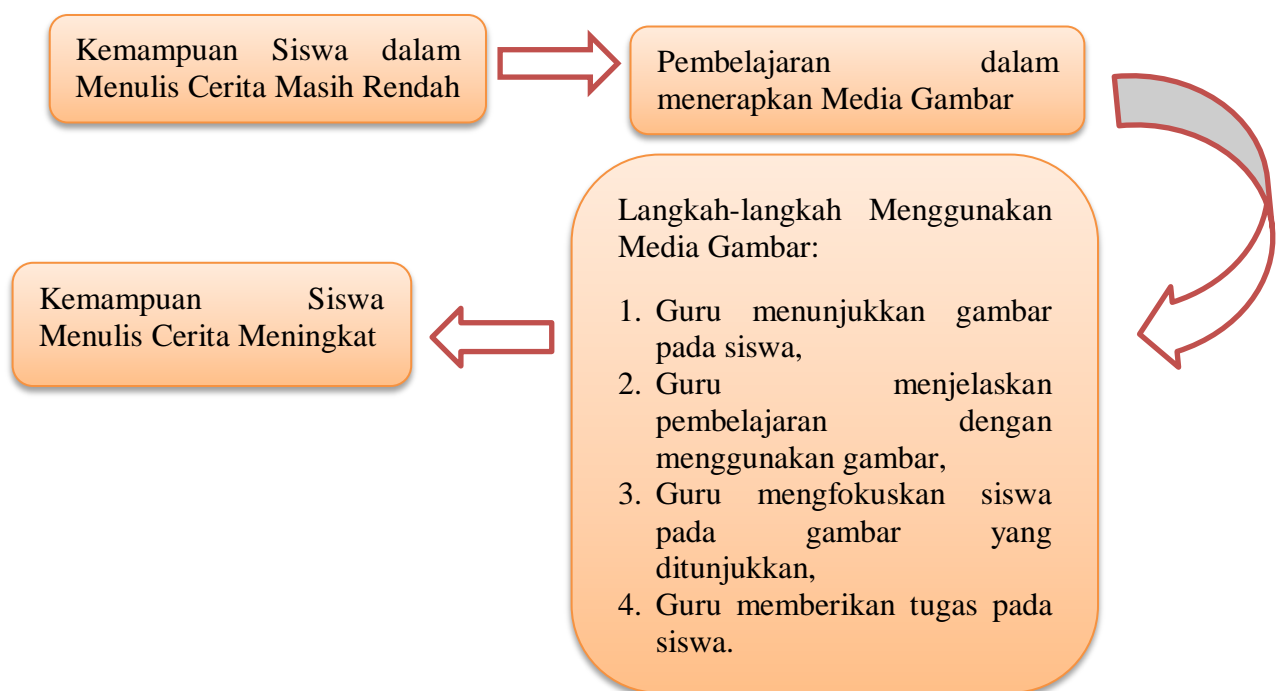 Kemampuan Siswa dalam
Menulis Cerita Masih Rendah
Pembelajaran dalam
menerapkan Media Gambar
Langkah-langkah Menggunakan
Media Gambar:
1. Guru menunjukkan gambar
pada siswa,
2. Guru menjelaskan
pembelajaran dengan
menggunakan gambar,
3. Guru mengfokuskan siswa
pada gambar yang
ditunjukkan,
4. Guru memberikan tugas pada
siswa.
Kemampuan Siswa
Menulis Cerita Meningkat